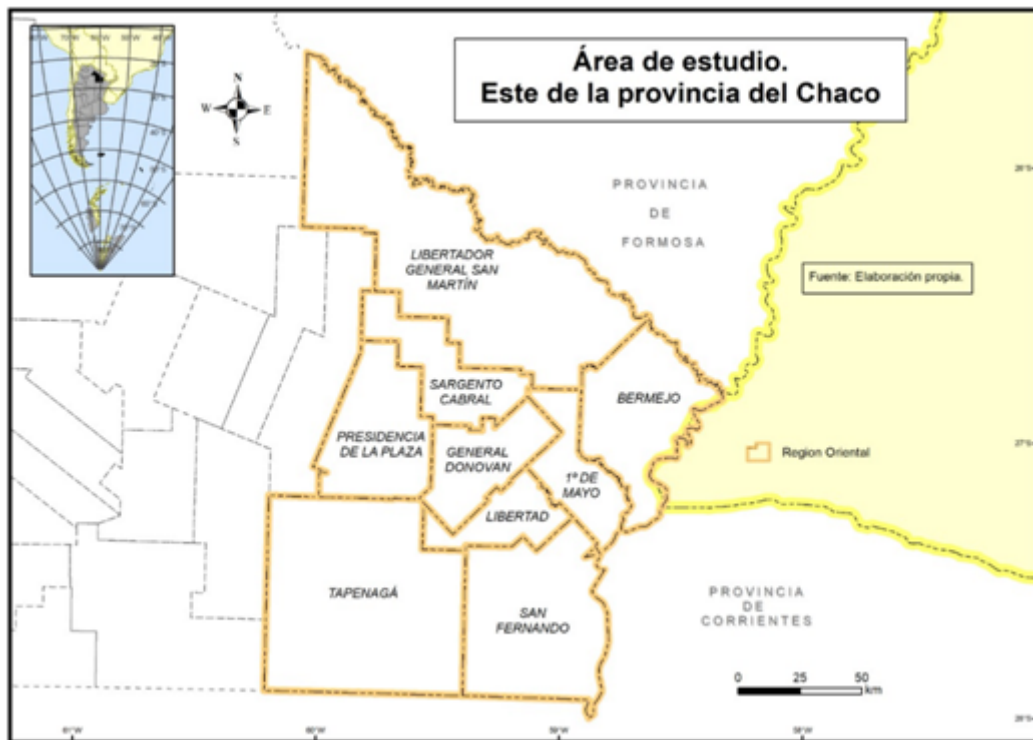 Área de estudio.
Este de la provincia del Chaco
N
W
E
S
PROVINCIA
DE
FORMOSA
LIBERTADOR
GENERAL SAN
MARTÍN
Fuente: Elaboración propia.
SARGENTO
CABRAL
BERMEJO
PRESIDENCIA
DE LA PLAZA
GENERAL
DONOVAN
Region Oriental
1º DE
MAYO
LIBERTAD
TAPENAGÁ
SAN
FERNANDO
PROVINCIA
DE
CORRIENTES
0 25 50
km